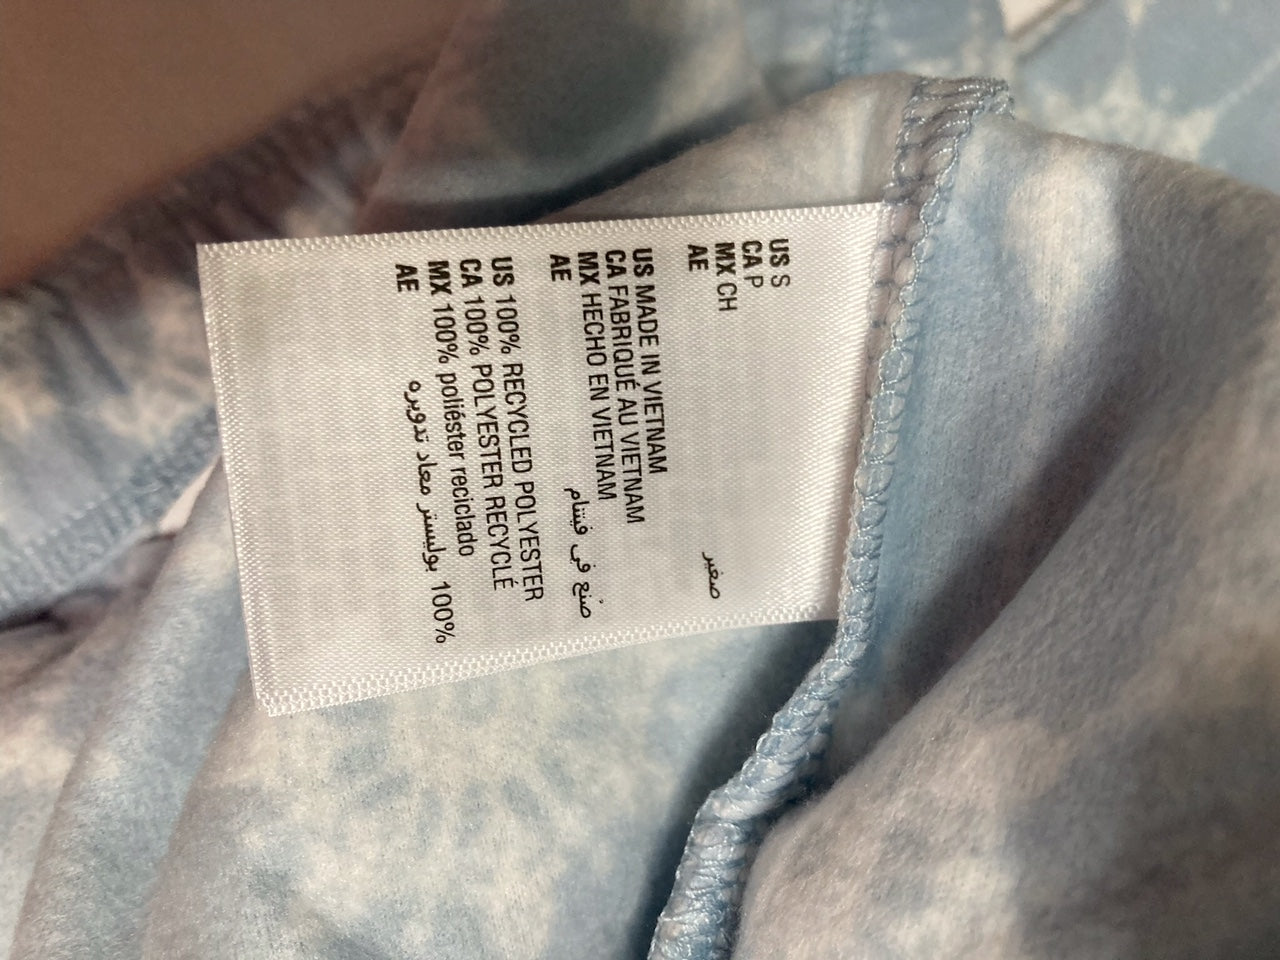 US S
CA P
MX CH
AE صغير
US MADE IN VIETNAM
CA FABRIQUÉ AU VIETNAM
MX HECHO EN VIETNAM
AE صُنع في فيتنام
US 100% RECYCLED POLYESTER
CA 100% POLYESTER RECYCLÉ
MX 100% poliéster reciclado
AE 100% بوليستر معاد تدويره